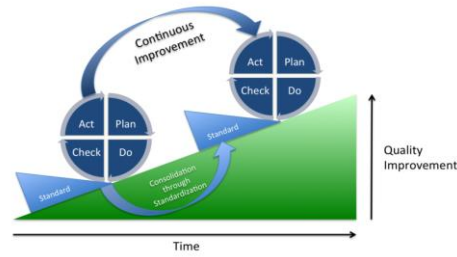 Continuous
Improvement
Act Plan
Check Do
Act Plan
Check Do
Standard
Standard
Consolidation
through
Standardization
Quality
Improvement
Time